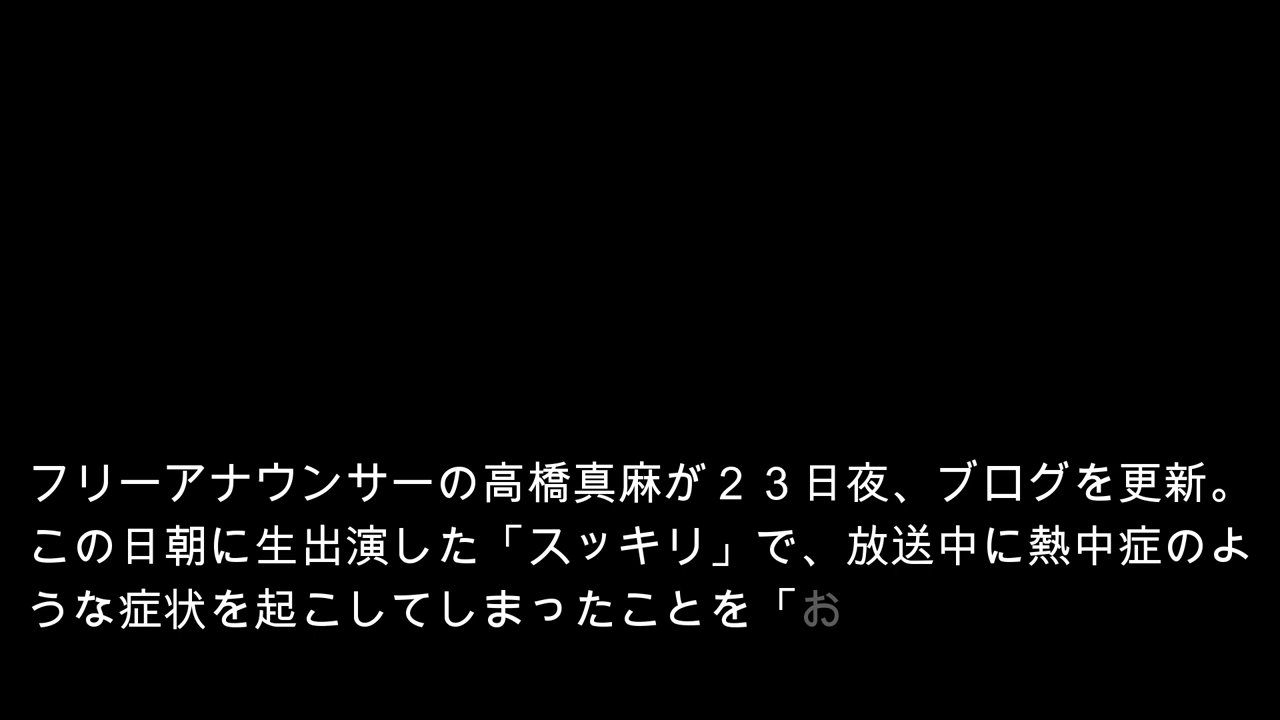 フリーアナウンサーの高橋真麻が２３日夜、ブログを更新。
この日朝に生出演した「スッキリ」で、放送中に熱中症のよ
うな症状を起こしてしまったことを「お